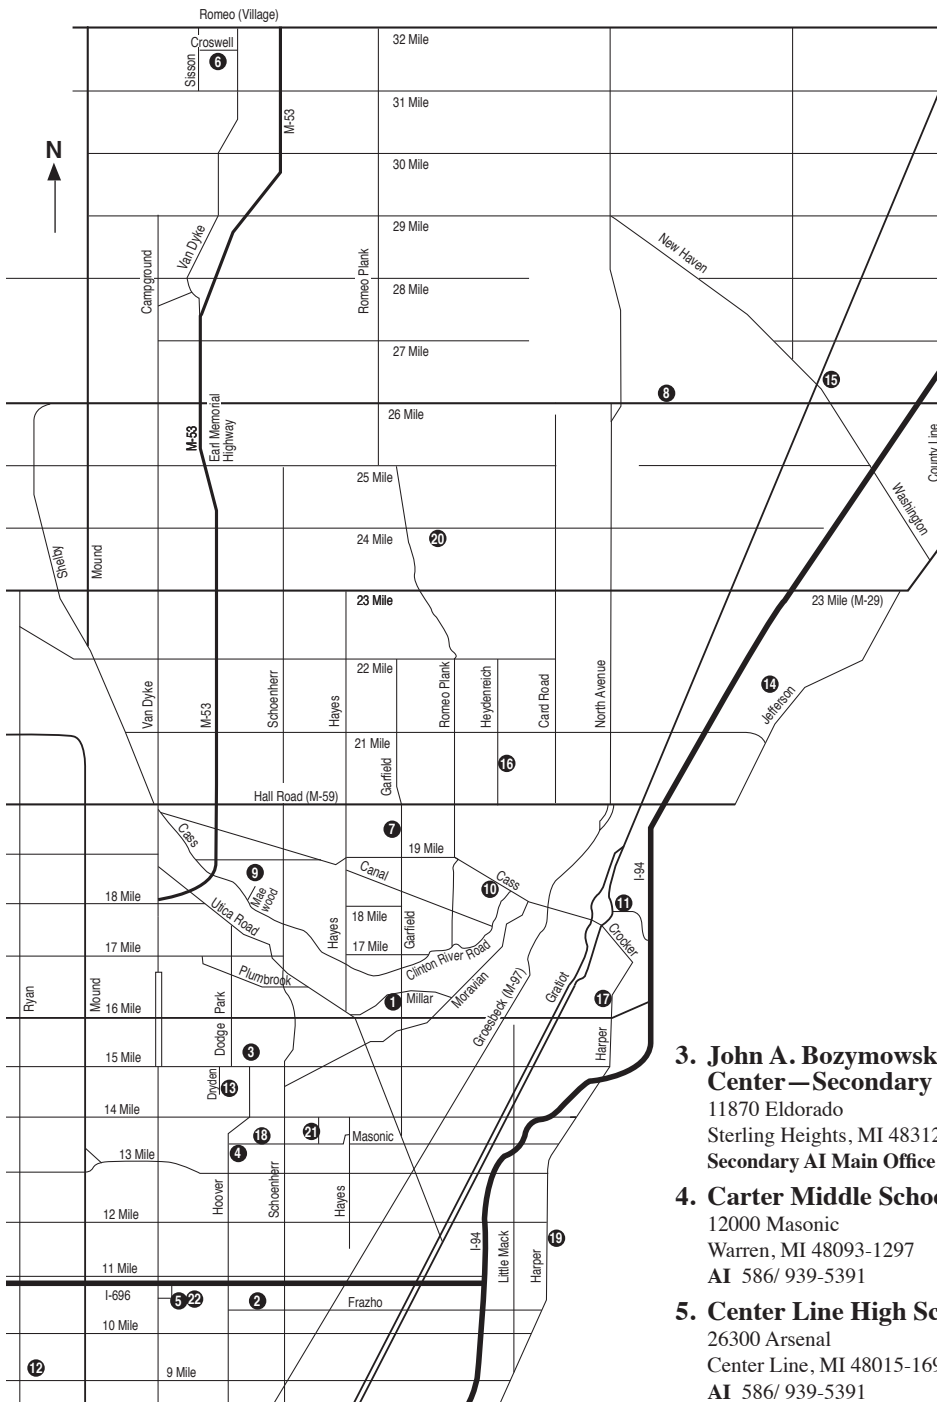 Romeo (Village)
32 Mile
Croswell
Sisson
6
31 Mile
M-53
N
30 Mile
29 Mile
Van Dyke
New Haven
Campground
Romeo Plank
28 Mile
27 Mile
15
8
26 Mile
M-53
Earl Memorial
Highway
County Line
25 Mile
Washington
24 Mile
20
Shelby
Mound
23 Mile
23 Mile (M-29)
22 Mile
14
Jefferson
Van Dyke
M-53
Schoenherr
Hayes
Romeo Plank
Heydenreich
Card Road
North Avenue
21 Mile
Garfield
16
Hall Road (M-59)
7
Cass
19 Mile
Canal
9
Cass
10
I-94
18 Mile
Mae
wood
Utica Road
11
18 Mile
Hayes
Garfield
17 Mile
17 Mile
Crocker
Clinton River Road
Plumbrook
Moravian
Groesbeck (M-97)
Gratiot
Ryan
Mound
1
Millar
17
16 Mile
Dodge Park
Harper
15 Mile
3
Dryden
13
14 Mile
18
21
Masonic
13 Mile
4
Hoover
Schoenherr
Hayes
12 Mile
I-94
Little Mack
Harper
19
11 Mile
I-696
5
22
2
Frazho
10 Mile
12
9 Mile
3. John A. Bozymowsk
Center—Secondary
11870 Eldorado
Sterling Heights, MI 48312
Secondary AI Main Office
4. Carter Middle Schoo
12000 Masonic
Warren, MI 48093-1297
AI 586/ 939-5391
5. Center Line High Sc
26300 Arsenal
Center Line, MI 48015-169
AI 586/ 939-5391